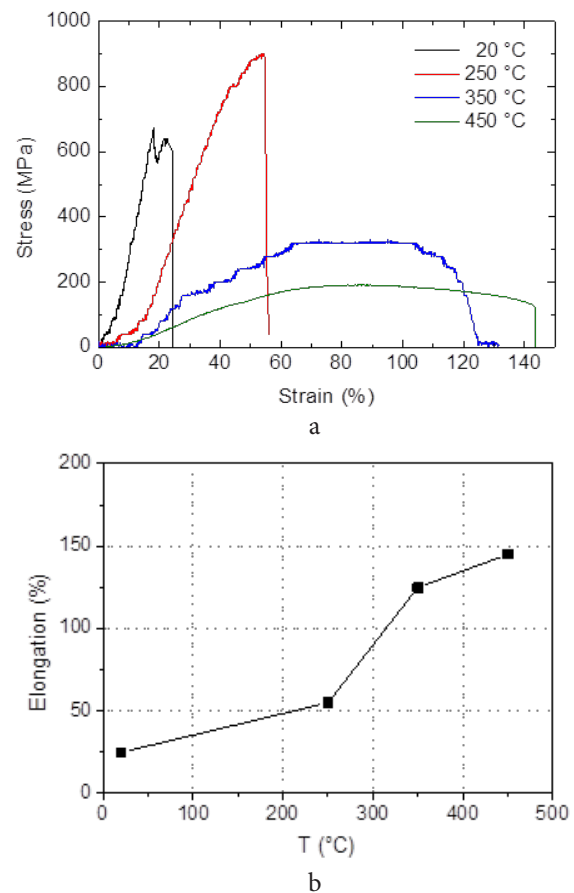 1000
800
600
400
200
0
Stress (MPa)
20 °C
250 °C
350 °C
450 °C
0 20 40 60 80 100 120 140
Strain (%)
a
200
150
100
50
0
Elongation (%)
0 100 200 300 400 500
T (°C)
b